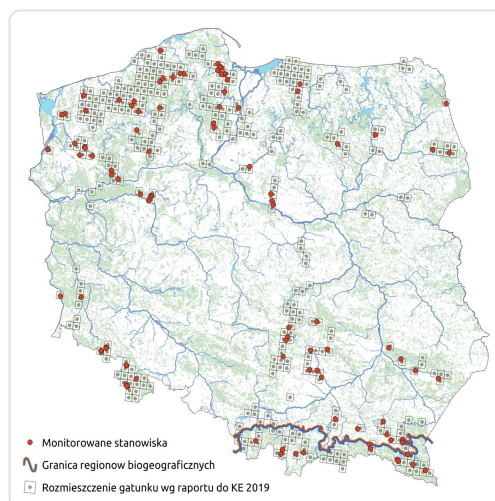 Monitorowane stanowiska
Granica regionow biogeograficznych
Rozmieszczenie gatunku wg raportu do KE 2019